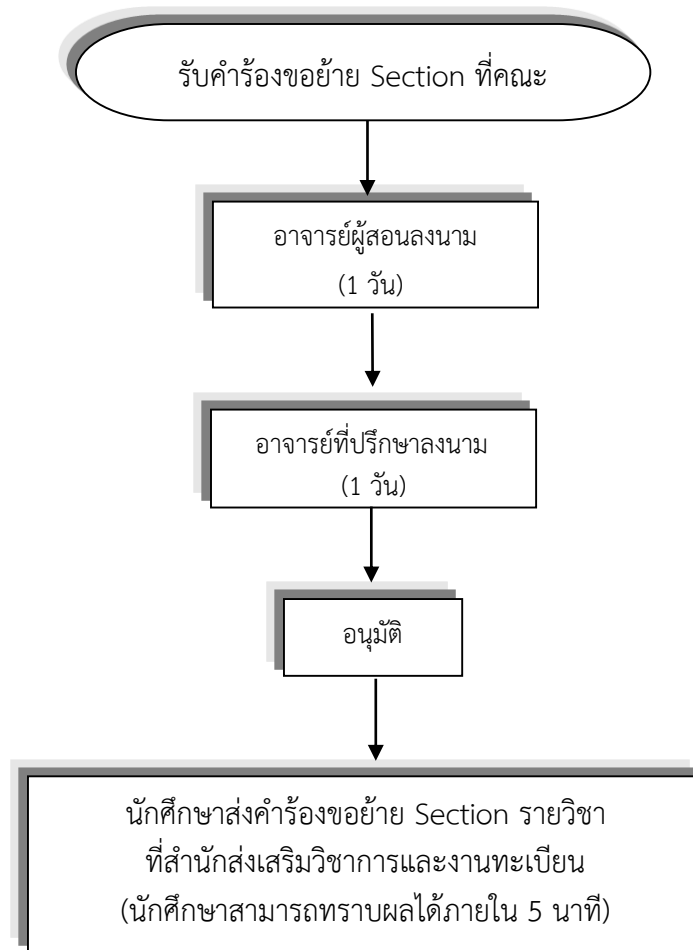 รับคำร้องขอย้าย Section ที่คณะ
อาจารย์ผู้สอนลงนาม
(1 วัน)
อาจารย์ที่ปรึกษาลงนาม
(1 วัน)
อนุมัติ
นักศึกษาส่งคำร้องขอย้าย Section รายวิชา
ที่สำนักส่งเสริมวิชาการและงานทะเบียน
(นักศึกษาสามารถทราบผลได้ภายใน 5 นาที)